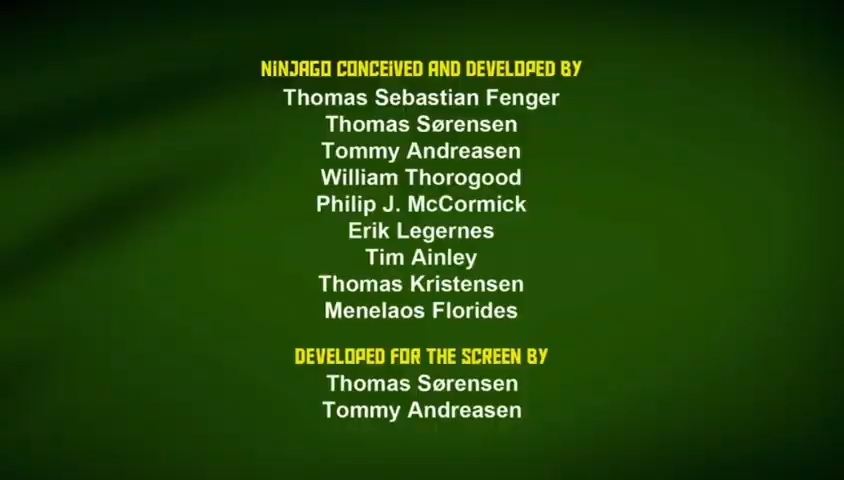 NINJAGO CONCEIVED AND DEVELOPED BY
Thomas Sebastian Fenger
Thomas Sørensen
Tommy Andreasen
William Thorogood
Philip J. McCormick
Erik Legernes
Tim Ainley
Thomas Kristensen
Menelaos Florides
DEVELOPED FOR THE SCREEN BY
Thomas Sørensen
Tommy Andreasen